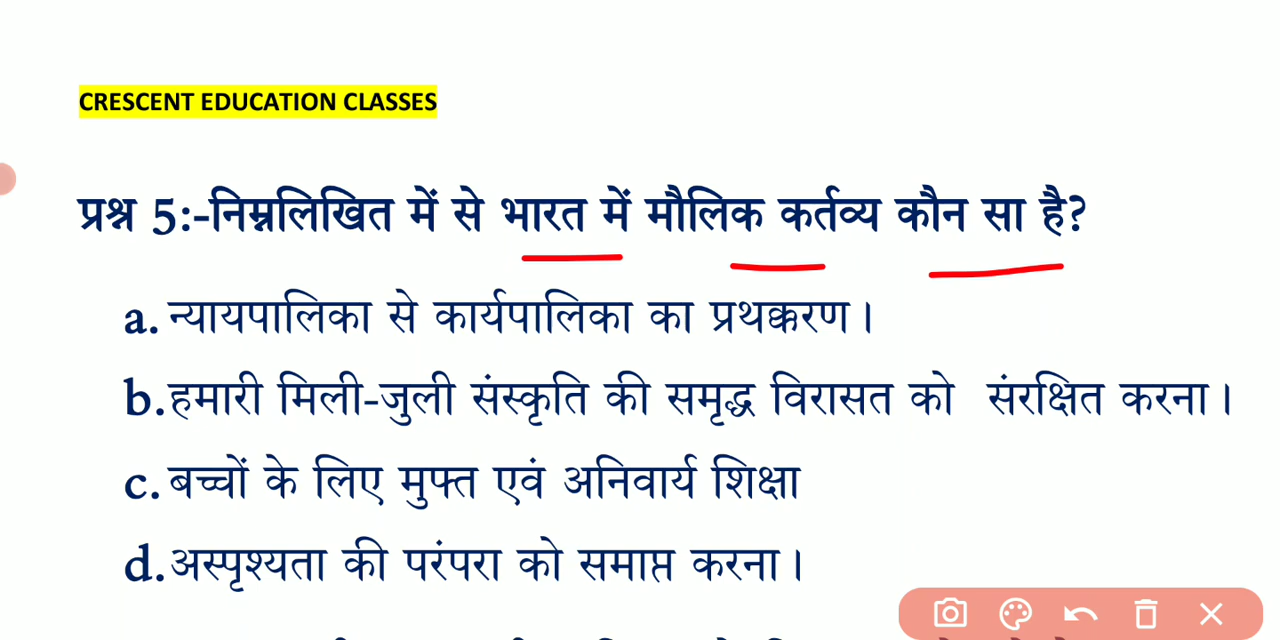 CRESCENT EDUCATION CLASSES
प्रश्न 5:-निम्नलिखित में से भारत में मौलिक कर्तव्य कौन सा है?
a. न्यायपालिका से कार्यपालिका का प्रथक्करण।
b. हमारी मिली-जुली संस्कृति की समृद्ध विरासत को संरक्षित करना।
c. बच्चों के लिए मुफ्त एवं अनिवार्य शिक्षा
d. अस्पृश्यता की परंपरा को समाप्त करना।